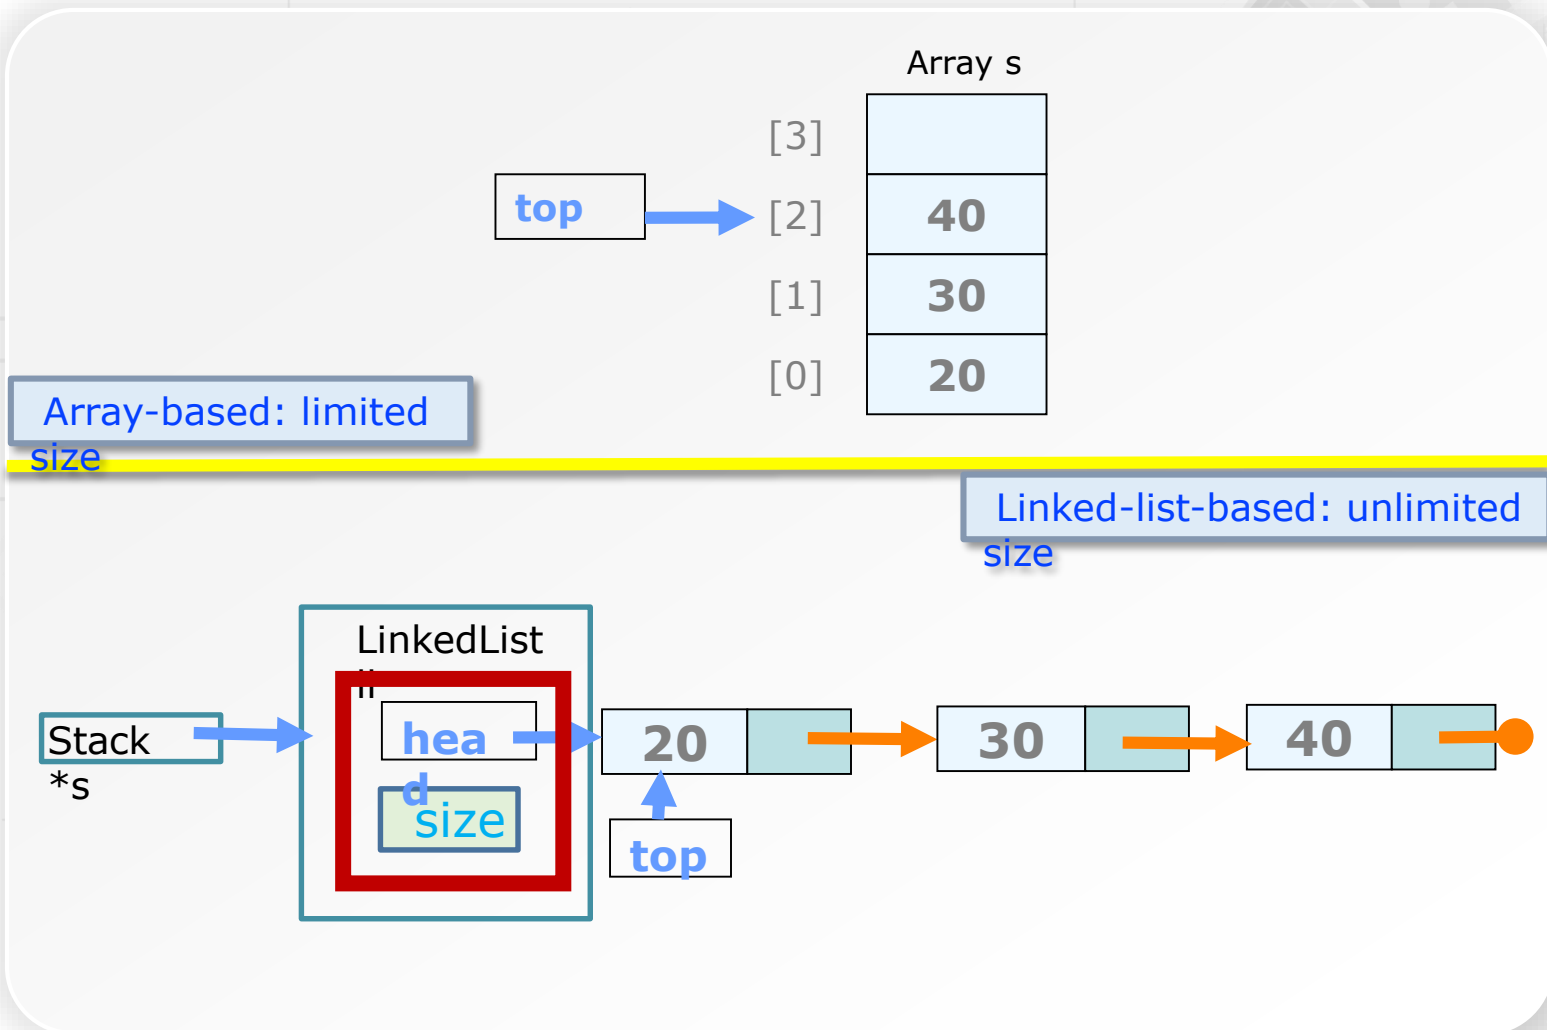 Array s
[3]
top
[2]
40
[1]
30
[0]
20
Array-based: limited
size
Linked-list-based: unlimited
size
LinkedList
ll
Stack
*s
hea
d
size
20
30
40
top